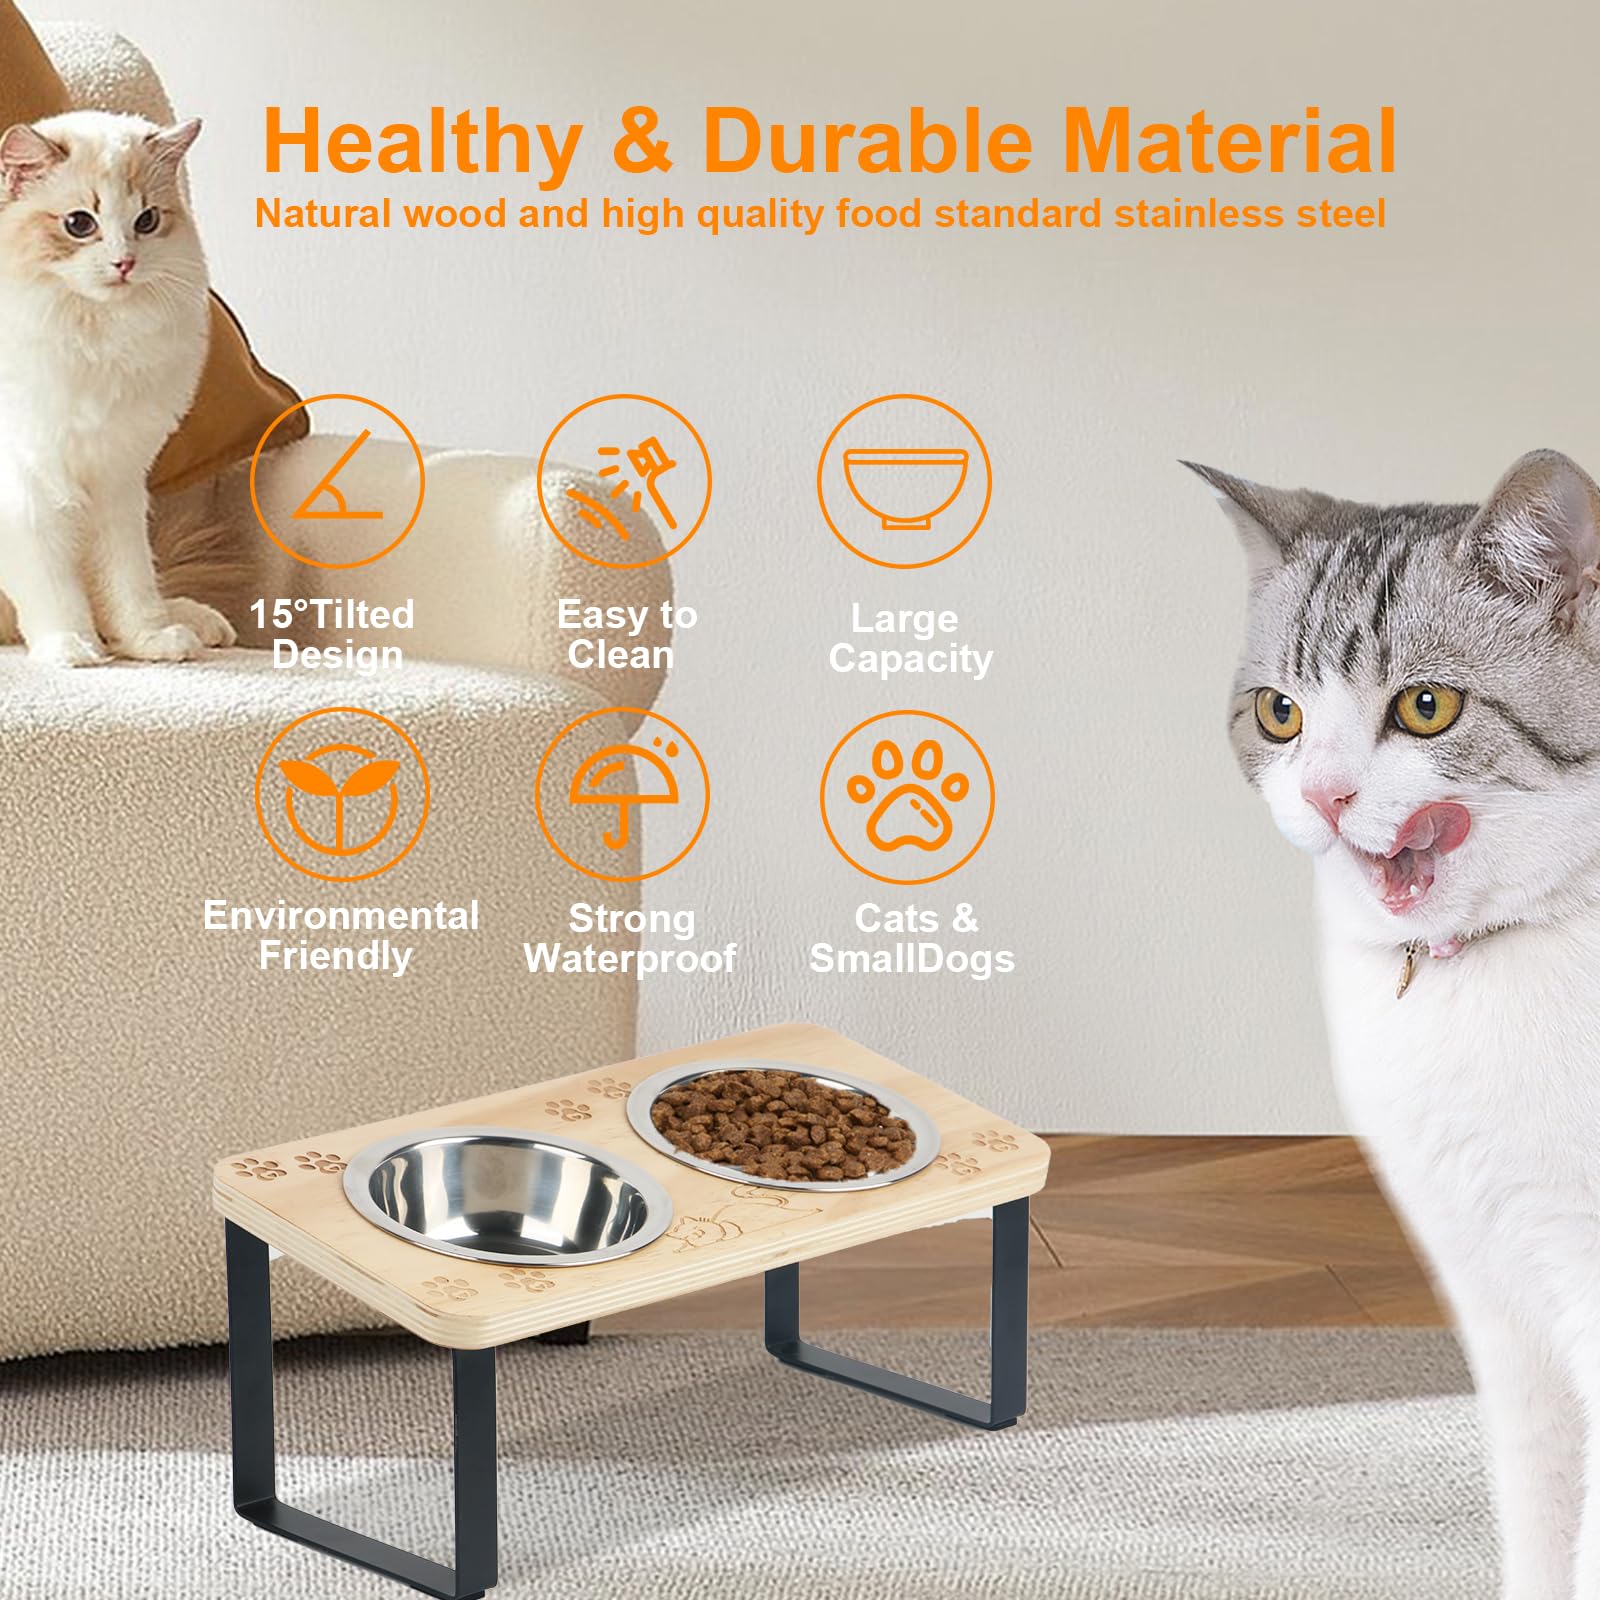 Healthy & Durable Material
Natural wood and high quality food standard stainless steel
15°Tilted
Design
Easy to
Clean
Large
Capacity
Environmental
Friendly
Strong
Waterproof
Cats &
SmallDogs